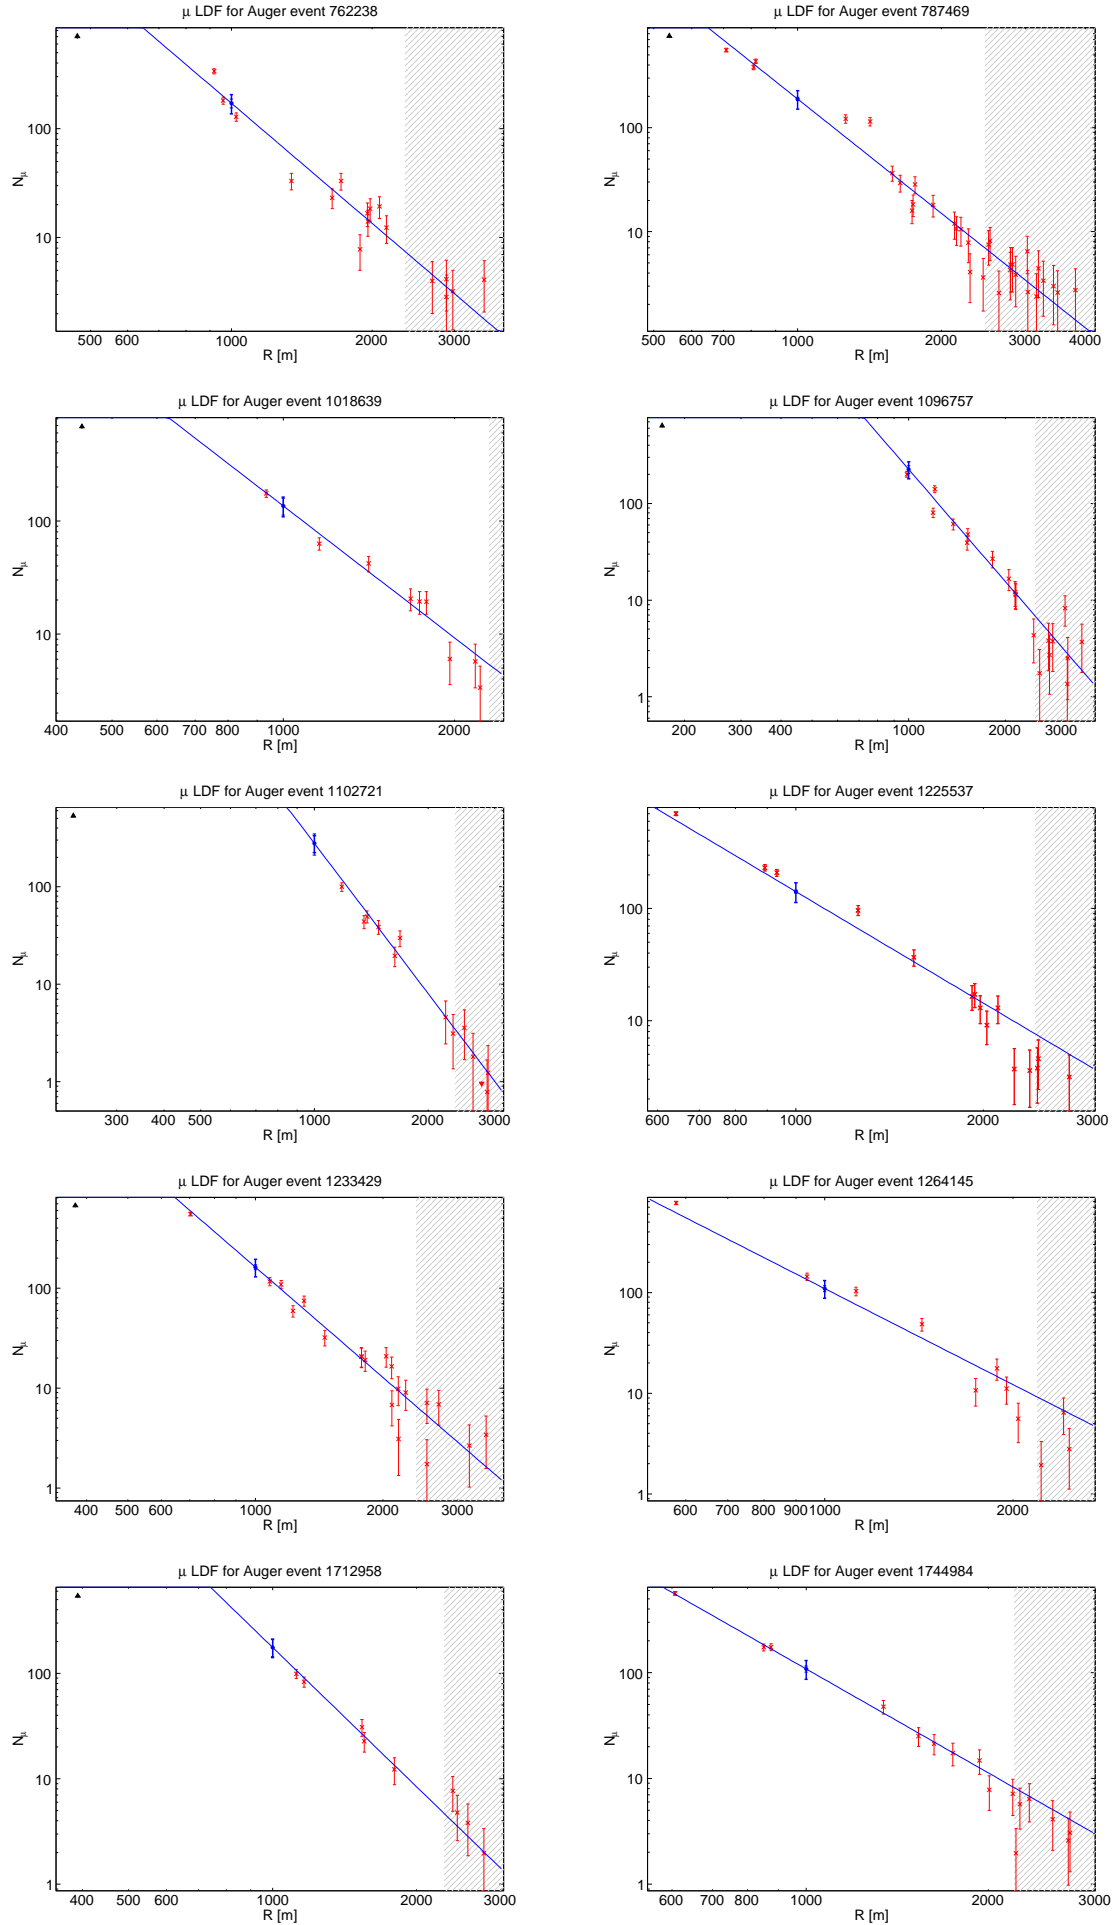 μ LDF for Auger event 762238
N_μ
100
10
500 600 1000 2000 3000
R [m]
μ LDF for Auger event 787469
N_μ
100
10
500 600 1000 2000 3000 4000
R [m]
μ LDF for Auger event 1018639
N_μ
100
10
400 500 600 700 800 1000 2000
R [m]
μ LDF for Auger event 1096757
N_μ
100
10
1
200 300 400 1000 2000 3000
R [m]
μ LDF for Auger event 1102721
N_μ
100
10
1
300 400 1000 2000 3000
R [m]
μ LDF for Auger event 1225537
N_μ
100
10
600 700 800 1000 2000 3000
R [m]
μ LDF for Auger event 1233429
N_μ
100
10
1
400 500 600 1000 2000 3000
R [m]
μ LDF for Auger event 1264145
N_μ
100
10
1
600 700 800 900 1000 2000
R [m]
μ LDF for Auger event 1712958
N_μ
100
10
1
400 500 600 1000 2000 3000
R [m]
μ LDF for Auger event 1744984
N_μ
100
10
1
600 700 800 1000 2000 3000
R [m]